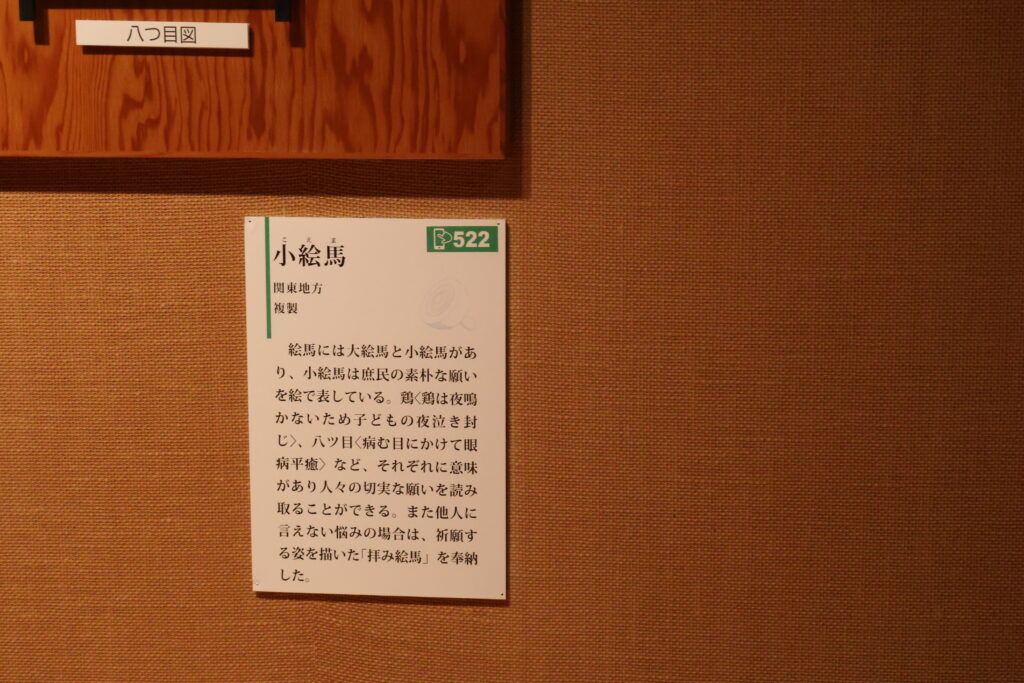 八つ目図
522
こえま
小絵馬
関東地方
複製
絵馬には大絵馬と小絵馬があ
り、小絵馬は庶民の素朴な願い
を絵で表している。鶏〈鶏は夜鳴
かないため子どもの夜泣き封
じ〉、八ツ目〈病む目にかけて眼
病平癒〉など、それぞれに意味
があり人々の切実な願いを読み
取ることができる。また他人に
言えない悩みの場合は、祈願す
る姿を描いた「拝み絵馬」を奉納
した。